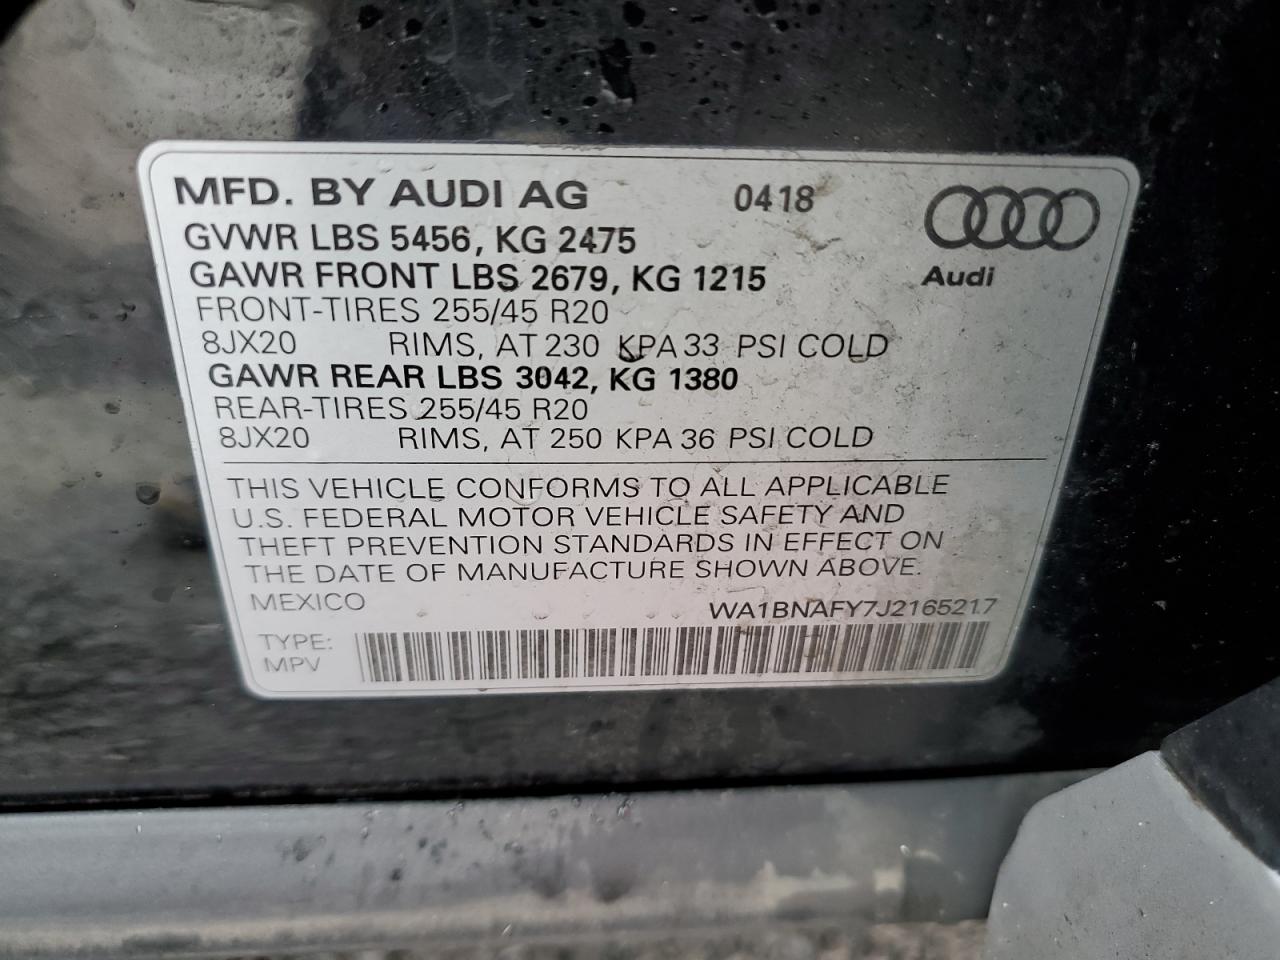 MFD. BY AUDI AG 0418
GVWR LBS 5456, KG 2475
GAWR FRONT LBS 2679, KG 1215
Audi
FRONT-TIRES 255/45 R20
8JX20 RIMS, AT 230 KPA 33 PSI COLD
GAWR REAR LBS 3042, KG 1380
REAR-TIRES 255/45 R20
8JX20 RIMS, AT 250 KPA 36 PSI COLD
THIS VEHICLE CONFORMS TO ALL APPLICABLE
U.S. FEDERAL MOTOR VEHICLE SAFETY AND
THEFT PREVENTION STANDARDS IN EFFECT ON
THE DATE OF MANUFACTURE SHOWN ABOVE.
MEXICO WA1BNAFY7J2165217
TYPE:
MPV